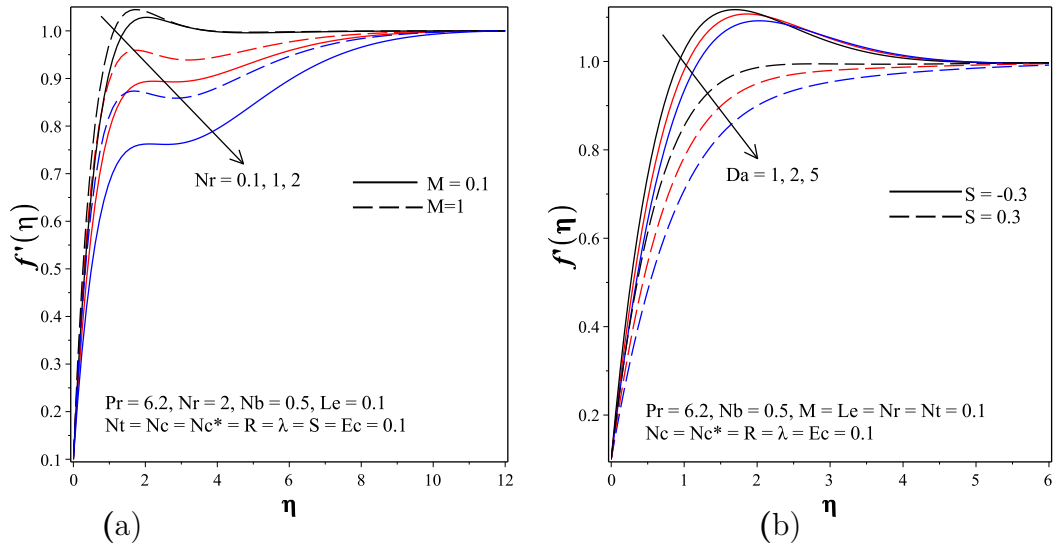 f'(η)
1.0
0.9
0.8
0.7
0.6
0.5
0.4
0.3
0.2
0.1
0 2 4 6 8 10 12
η
Nr = 0.1, 1, 2
M = 0.1
M=1
Pr = 6.2, Nr = 2, Nb = 0.5, Le = 0.1
Nt = Nc = Nc* = R = λ = S = Ec = 0.1
(a)
f'(η)
1.0
0.8
0.6
0.4
0.2
0 1 2 3 4 5 6
η
Da = 1, 2, 5
S = -0.3
S = 0.3
Pr = 6.2, Nb = 0.5, M = Le = Nr = Nt = 0.1
Nc = Nc* = R = λ = Ec = 0.1
(b)